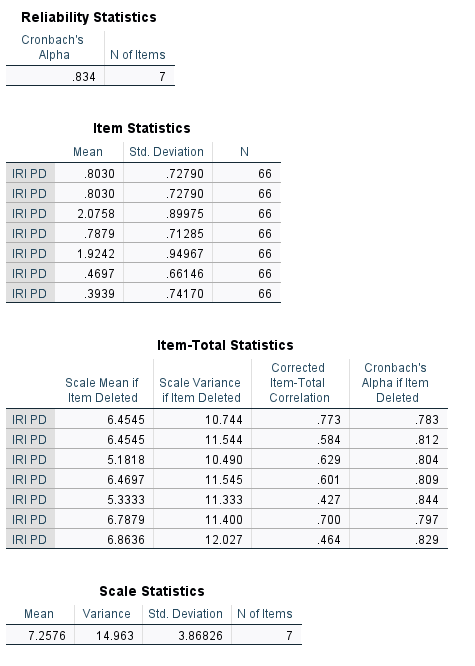 Reliability Statistics
Cronbach's
Alpha N of Items
.834 7
Item Statistics
Mean Std. Deviation N
IRI PD .8030 .72790 66
IRI PD .8030 .72790 66
IRI PD 2.0758 .89975 66
IRI PD .7879 .71285 66
IRI PD 1.9242 .94967 66
IRI PD .4697 .66146 66
IRI PD .3939 .74170 66
Item-Total Statistics
Scale Mean if Item Deleted Scale Variance if Item Deleted Corrected Item-Total Correlation Cronbach's Alpha if Item Deleted
IRI PD 6.4545 10.744 .773 .783
IRI PD 6.4545 11.544 .584 .812
IRI PD 5.1818 10.490 .629 .804
IRI PD 6.4697 11.545 .601 .809
IRI PD 5.3333 11.333 .427 .844
IRI PD 6.7879 11.400 .700 .797
IRI PD 6.8636 12.027 .464 .829
Scale Statistics
Mean Variance Std. Deviation N of Items
7.2576 14.963 3.86826 7